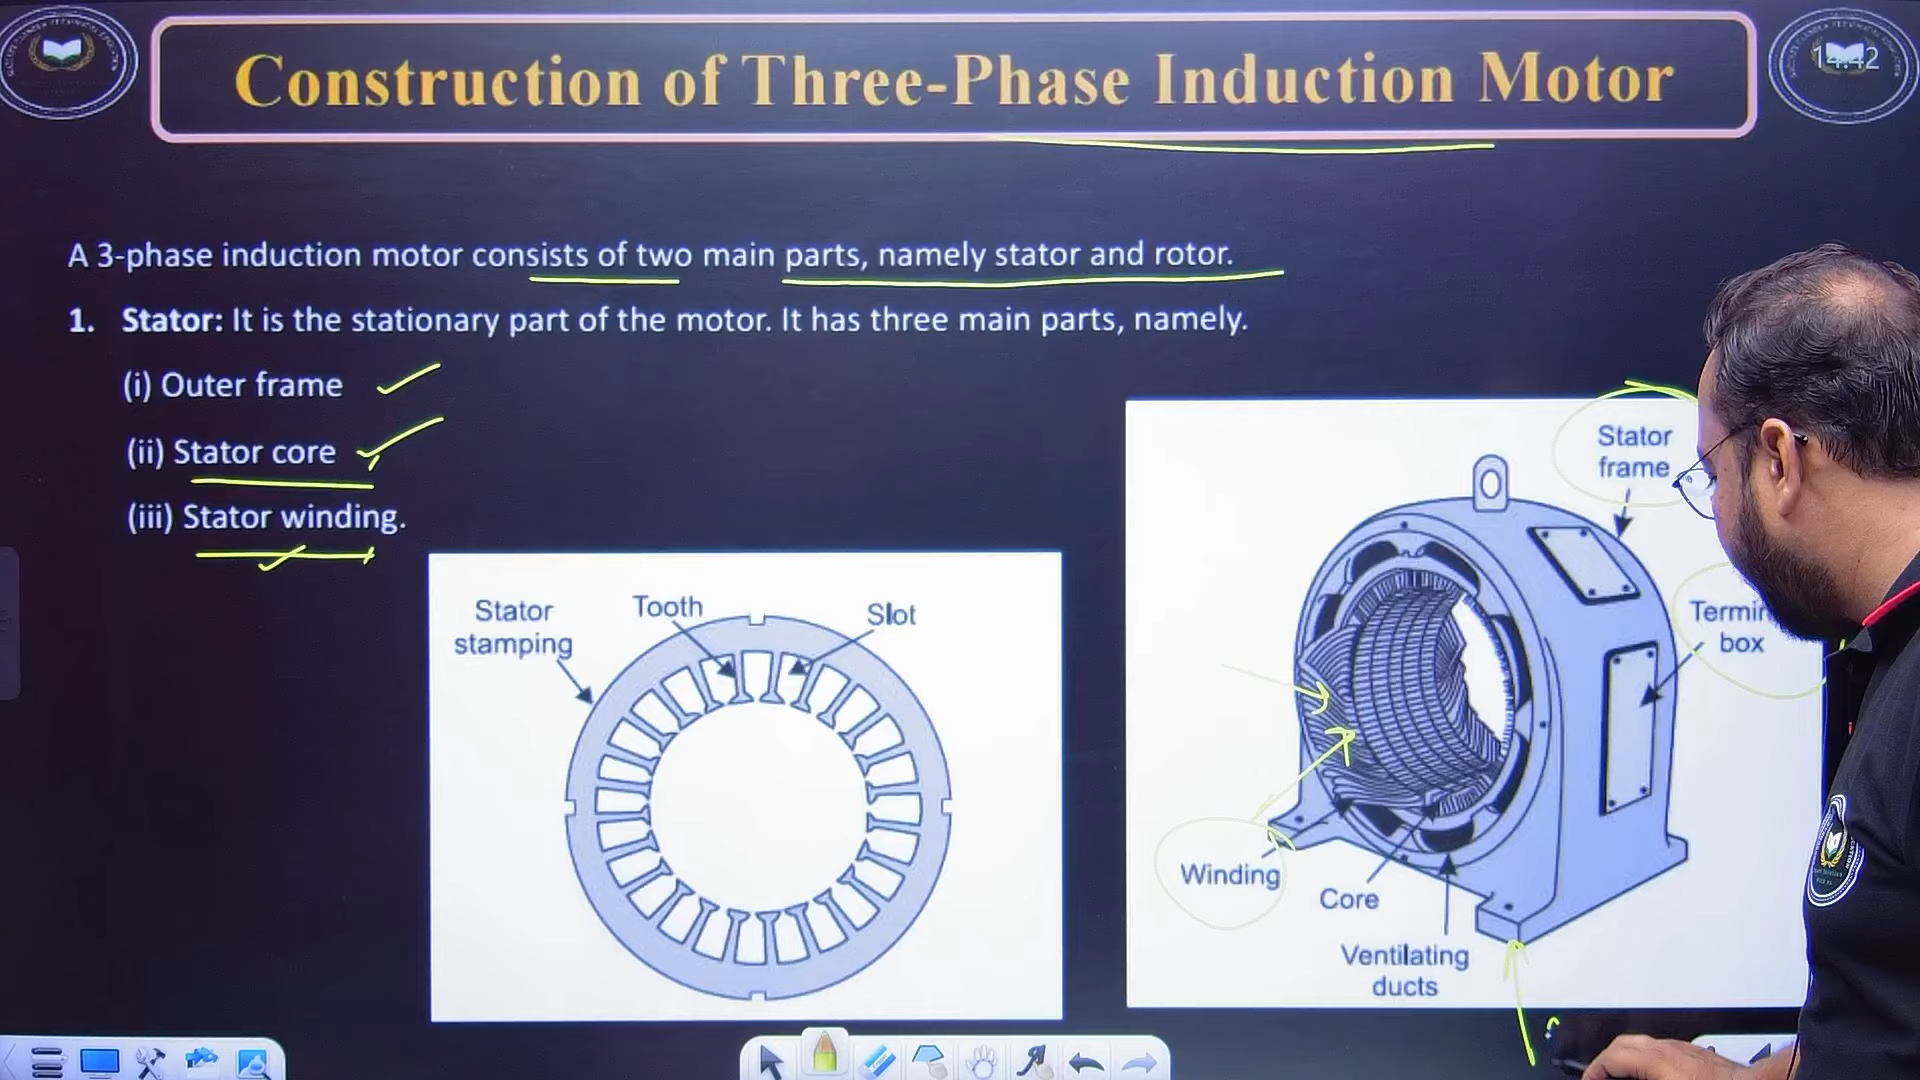 Construction of Three-Phase Induction Motor
14:42
A 3-phase induction motor consists of two main parts, namely stator and rotor.
1. Stator: It is the stationary part of the motor. It has three main parts, namely.
(i) Outer frame
(ii) Stator core
(iii) Stator winding.
Stator
stamping
Tooth
Slot
Stator
frame
box
Winding
Core
Ventilating
ducts